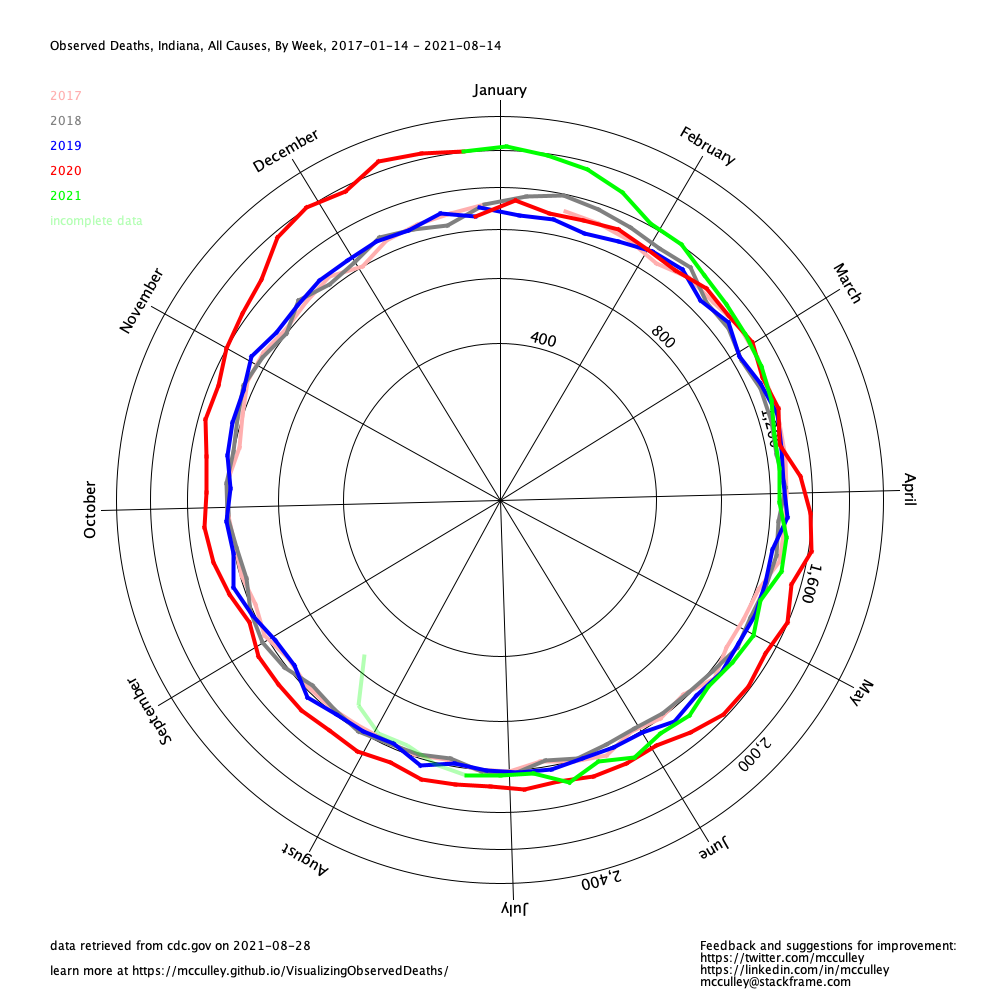 Observed Deaths, Indiana, All Causes, By Week, 2017-01-14 - 2021-08-14
January
2017
2018
2019
2020
2021
incomplete data
December
February
November
March
400
800
1,200
October
April
1,600
September
May
2,000
August
June
2,400
July
data retrieved from cdc.gov on 2021-08-28
learn more at https://mcculley.github.io/VisualizingObservedDeaths/
Feedback and suggestions for improvement:
https://twitter.com/mcculley
https://linkedin.com/in/mcculley
mcculley@stackframe.com